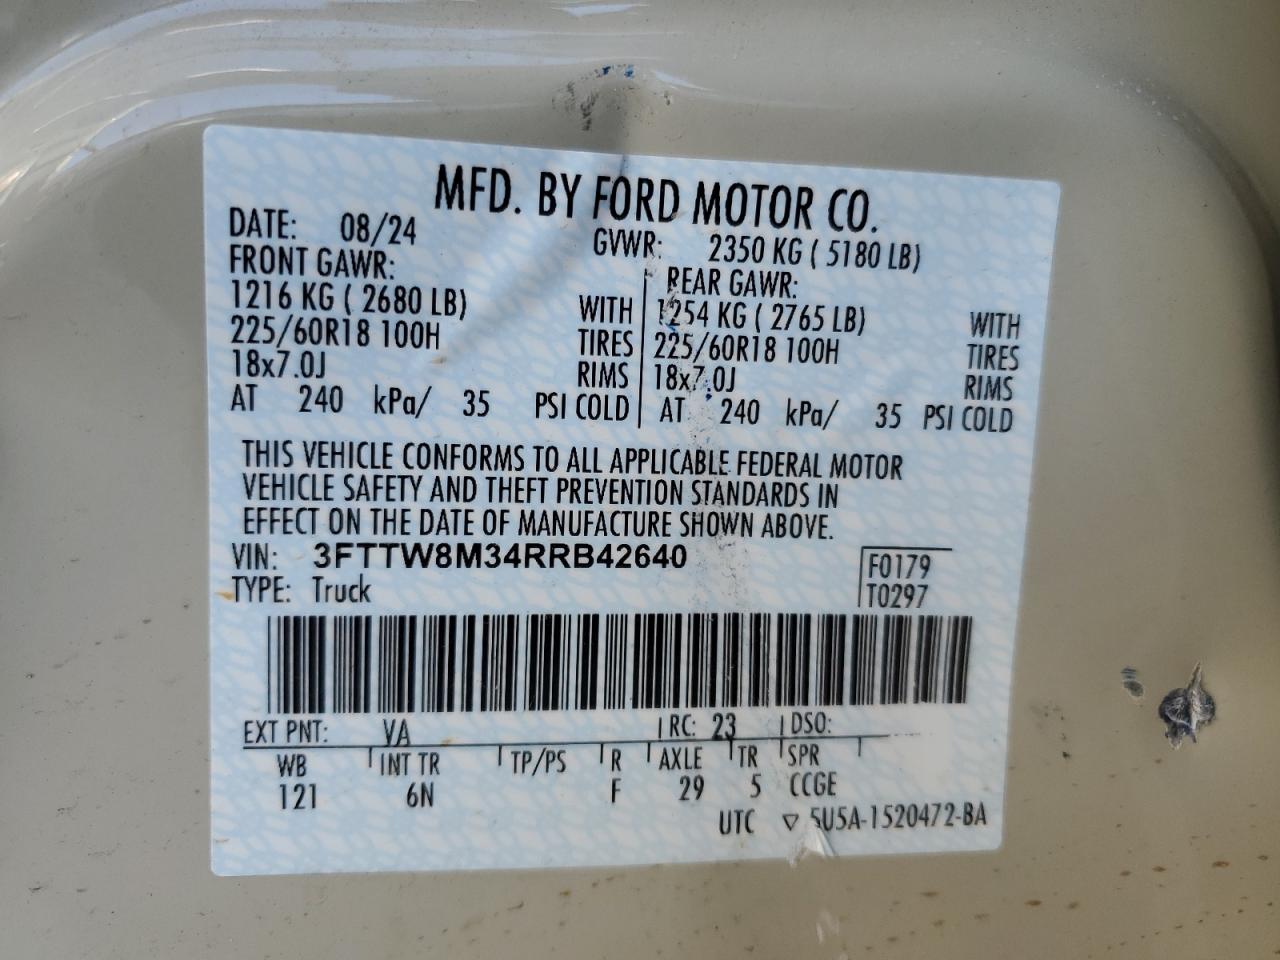 MFD. BY FORD MOTOR CO.
DATE: 08/24 GVWR: 2350 KG ( 5180 LB)
FRONT GAWR: REAR GAWR:
1216 KG ( 2680 LB) WITH 1254 KG ( 2765 LB) WITH
225/60R18 100H TIRES 225/60R18 100H TIRES
18x7.0J RIMS 18x7.0J RIMS
AT 240 kPa/ 35 PSI COLD AT 240 kPa/ 35 PSI COLD
THIS VEHICLE CONFORMS TO ALL APPLICABLE FEDERAL MOTOR
VEHICLE SAFETY AND THEFT PREVENTION STANDARDS IN
EFFECT ON THE DATE OF MANUFACTURE SHOWN ABOVE.
VIN: 3FTTW8M34RRB42640 F0179
TYPE: Truck T0297
EXT PNT: VA RC: 23 DSO:
WB INT TR TP/PS R AXLE TR SPR
121 6N F 29 5 CCGE
UTC ▽ 5U5A-1520472-BA